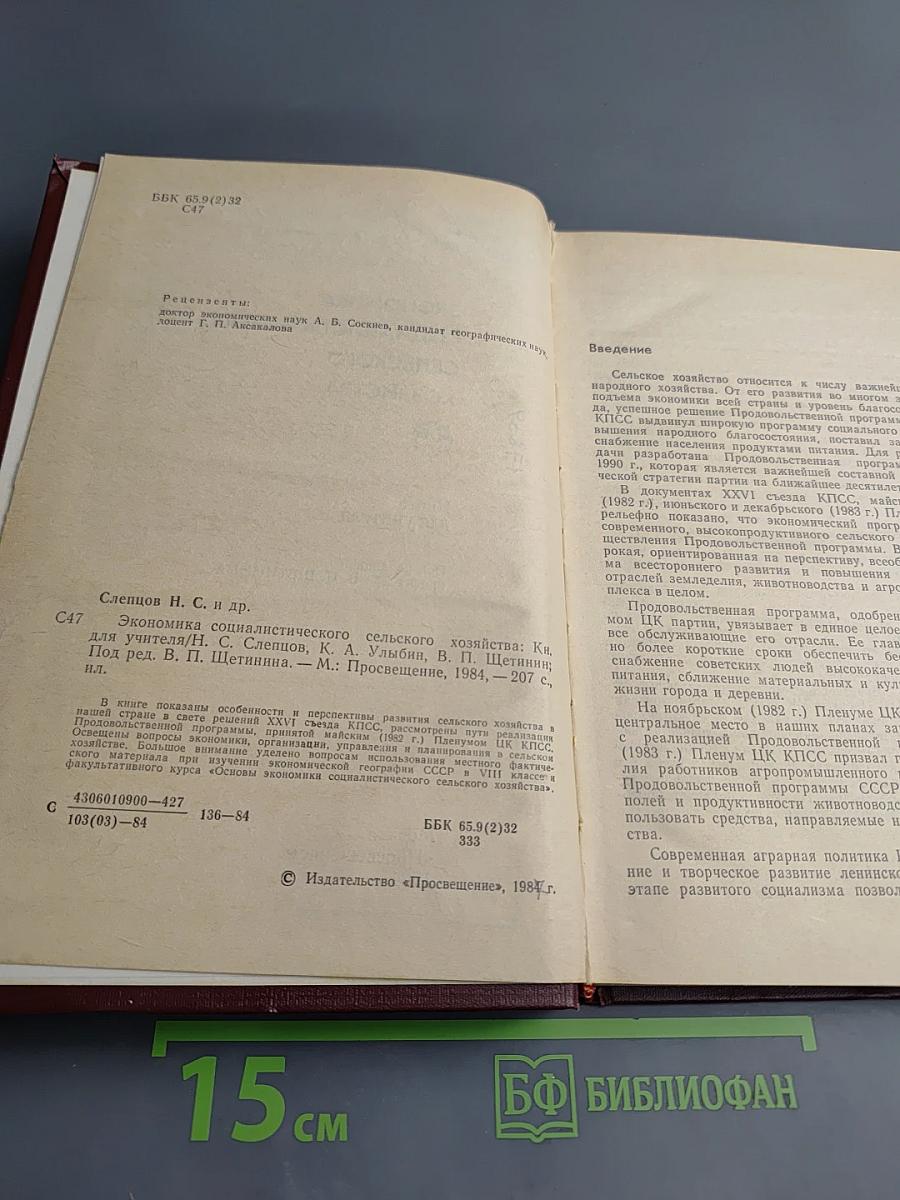 ББК 65.9(2)32
С47
Рецензенты:
доктор экономических наук А. Б. Соскиев, кандидат географических наук,
доцент Г. П. Аксакалова
Слепцов Н. С. и др.
С47 Экономика социалистического сельского хозяйства: Кн.
для учителя/Н. С. Слепцов, К. А. Улыбин, В. П. Щетинин;
Под ред. В. П. Щетинина. — М.: Просвещение, 1984, — 207 с.,
ил.
В книге показаны особенности и перспективы развития сельского хозяйства в
нашей стране в свете решений XXVI съезда КПСС, рассмотрены пути реализации
Продовольственной программы, принятой майским (1982 г.) Пленумом ЦК КПСС.
Освещены вопросы экономики, организации, управления и планирования в сельском
хозяйстве. Большое внимание уделено вопросам использования местного фактиче-
ского материала при изучении экономической географии СССР в VIII классе и
факультативного курса «Основы экономики социалистического сельского хозяйства».
С 4306010900—427
103(03)—84 136—84
ББК 65.9(2)32
333
© Издательство «Просвещение», 1984 г.
Введение
Сельское хозяйство относится к числу важней
народного хозяйства. От его развития во многом з
подъема экономики всей страны и уровень благосо
да, успешное решение Продовольственной програм
КПСС выдвинул широкую программу социального
вышения народного благосостояния, поставил за
снабжение населения продуктами питания. Для р
дачи разработана Продовольственная програм
1990 г., которая является важнейшей составной
ческой стратегии партии на ближайшее десятилет
В документах XXVI съезда КПСС, майс
(1982 г.), июньского и декабрьского (1983 г.) Пл
рельефно показано, что экономический прогр
современного, высокопродуктивного сельского
ществления Продовольственной программы. В
рокая, ориентированная на перспективу, всеоб
ма всестороннего развития и повышения
отраслей земледелия, животноводства и агро
плекса в целом.
Продовольственная программа, одобрен
мом ЦК партии, увязывает в единое целое
все обслуживающие его отрасли. Ее глав
но более короткие сроки обеспечить бес
снабжение советских людей высококаче
питания, сближение материальных и кул
жизни города и деревни.
На ноябрьском (1982 г.) Пленуме ЦК
центральное место в наших планах за
с реализацией Продовольственной п
(1983 г.) Пленум ЦК КПСС призвал г
лия работников агропромышленного
Продовольственной программы СССР
полей и продуктивности животноводс
пользовать средства, направляемые н
ства.
Современная аграрная политика
ние и творческое развитие ленинско
этапе развитого социализма позвол
15 см
БФ БИБЛИОФАН